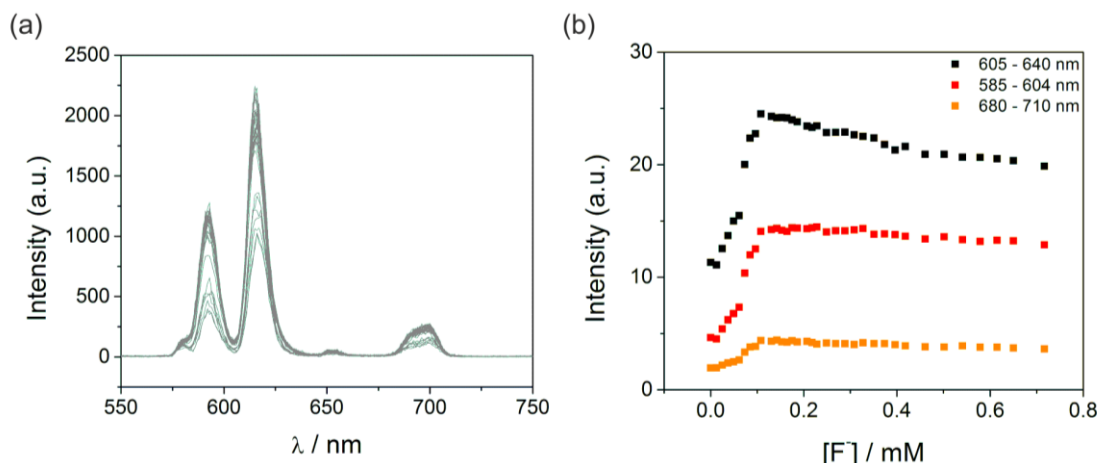 (a)
2500
2000
1500
1000
500
0
Intensity (a.u.)
550
600
650
700
750
λ / nm
(b)
30
20
10
0
Intensity (a.u.)
605 - 640 nm
585 - 604 nm
680 - 710 nm
0.0
0.2
0.4
0.6
0.8
[F⁻] / mM